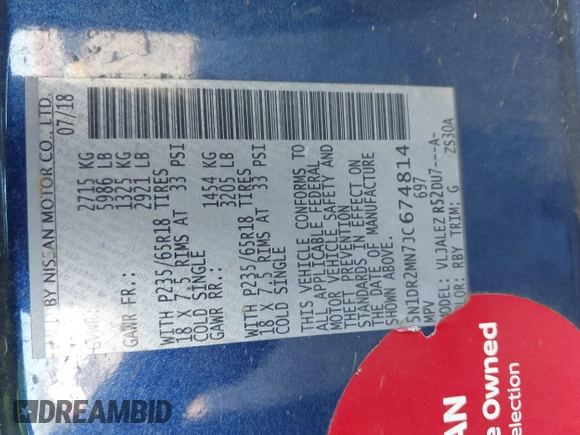 D BY NISSAN MOTOR CO., LTD.
07/18
GVWR: 2715 KG
5986 LB
GAWR FR.: 1325 KG
2921 LB
WITH P235/65R18 TIRES
18 X 7.5 RIMS AT 33 PSI
COLD SINGLE
GAWR RR.: 1454 KG
3205 LB
WITH P235/65R18 TIRES
18 X 7.5 RIMS AT 33 PSI
COLD SINGLE
THIS VEHICLE CONFORMS TO
ALL APPLICABLE FEDERAL
MOTOR VEHICLE SAFETY AND
THEFT PREVENTION
STANDARDS IN EFFECT ON
THE DATE OF MANUFACTURE
SHOWN ABOVE.
5N1DR2MN7JC674814
MPV 697
MODEL: VLJALEZ R52DU7---A-
COLOR: RBY TRIM: G ZS30A
AN
e Owned
election
DREAMBID